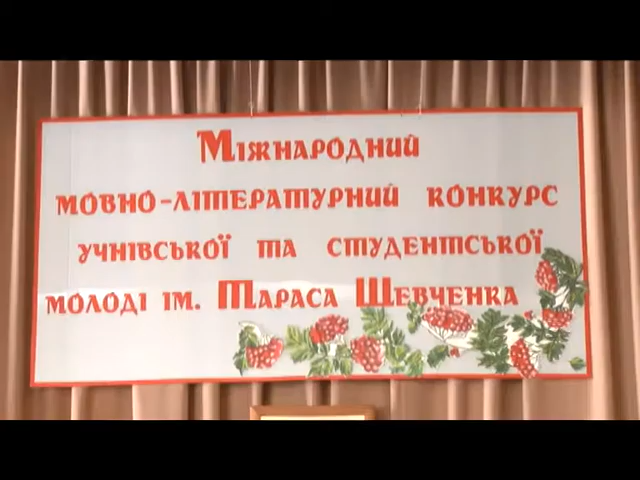 Міжнародний
мовно-літературний конкурс
учнівської та студентської
молоді ім. Тараса Шевченка